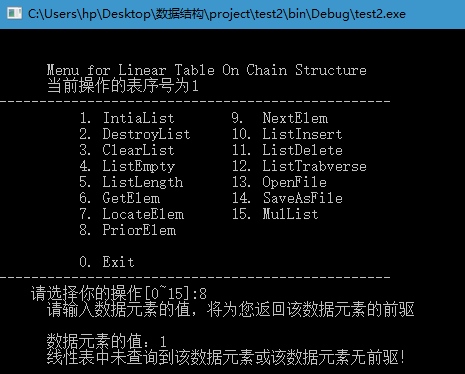 C:\Users\hp\Desktop\数据结构\project\test2\bin\Debug\test2.exe
Menu for Linear Table On Chain Structure
当前操作的表序号为1
-------------------------------------------------
1. IntiaList 9. NextElem
2. DestroyList 10. ListInsert
3. ClearList 11. ListDelete
4. ListEmpty 12. ListTrabverse
5. ListLength 13. OpenFile
6. GetElem 14. SaveAsFile
7. LocateElem 15. MulList
8. PriorElem
0. Exit
-------------------------------------------------
请选择你的操作[0~15]:8
请输入数据元素的值，将为您返回该数据元素的前驱
数据元素的值：1
线性表中未查询到该数据元素或该数据元素无前驱!